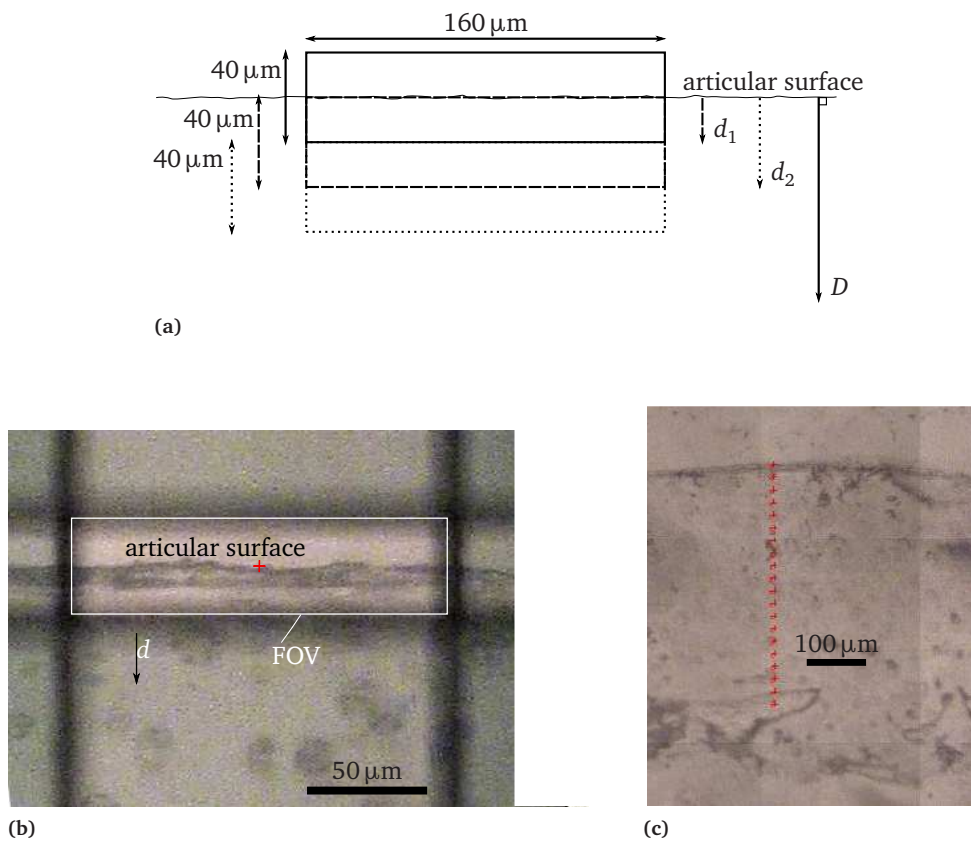 160 μm
40 μm
articular surface
40 μm
d₁
40 μm
d₂
D
(a)
articular surface
d
FOV
50 μm
(b)
100 μm
(c)